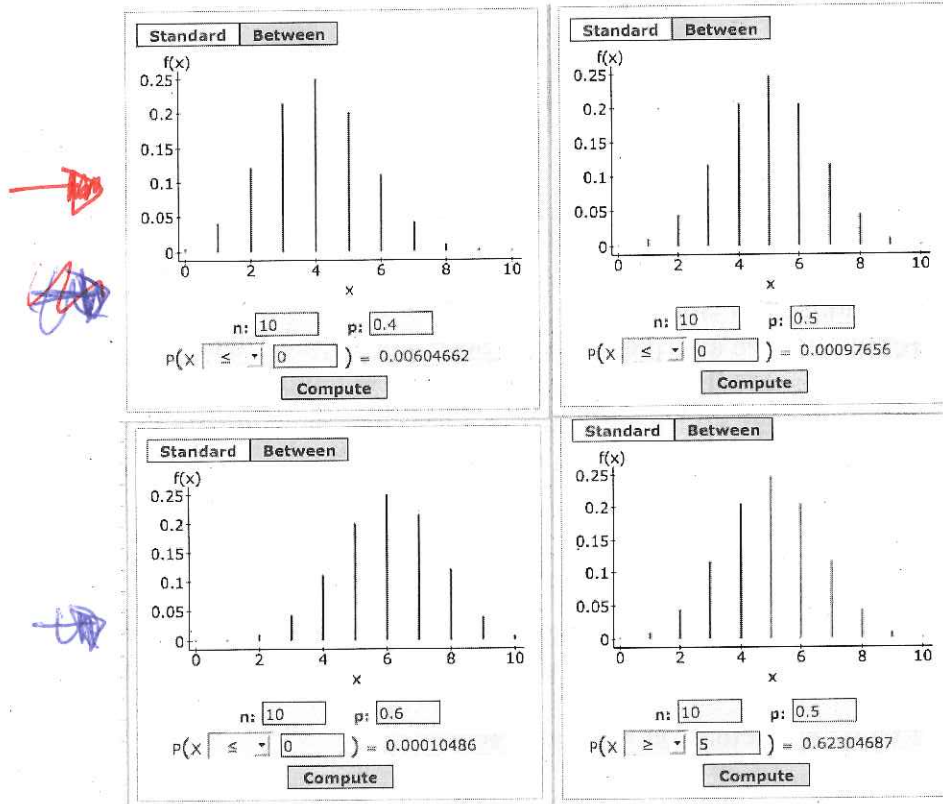 Standard Between
f(x)
0.25
0.2
0.15
0.1
0.05
0
0 2 4 6 8 10
x
n: 10 p: 0.4
P(X ≤ 0 ) = 0.00604662
Compute
Standard Between
f(x)
0.25
0.2
0.15
0.1
0.05
0
0 2 4 6 8 10
x
n: 10 p: 0.5
P(X ≤ 0 ) = 0.00097656
Compute
Standard Between
f(x)
0.25
0.2
0.15
0.1
0.05
0
0 2 4 6 8 10
x
n: 10 p: 0.6
P(X ≤ 0 ) = 0.00010486
Compute
Standard Between
f(x)
0.25
0.2
0.15
0.1
0.05
0
0 2 4 6 8 10
x
n: 10 p: 0.5
P(X ≥ 5 ) = 0.62304687
Compute